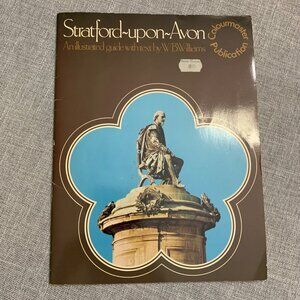 Stratford~upon~Avon
An illustrated guide with text by W.B.Williams
Colourmaster
Publication